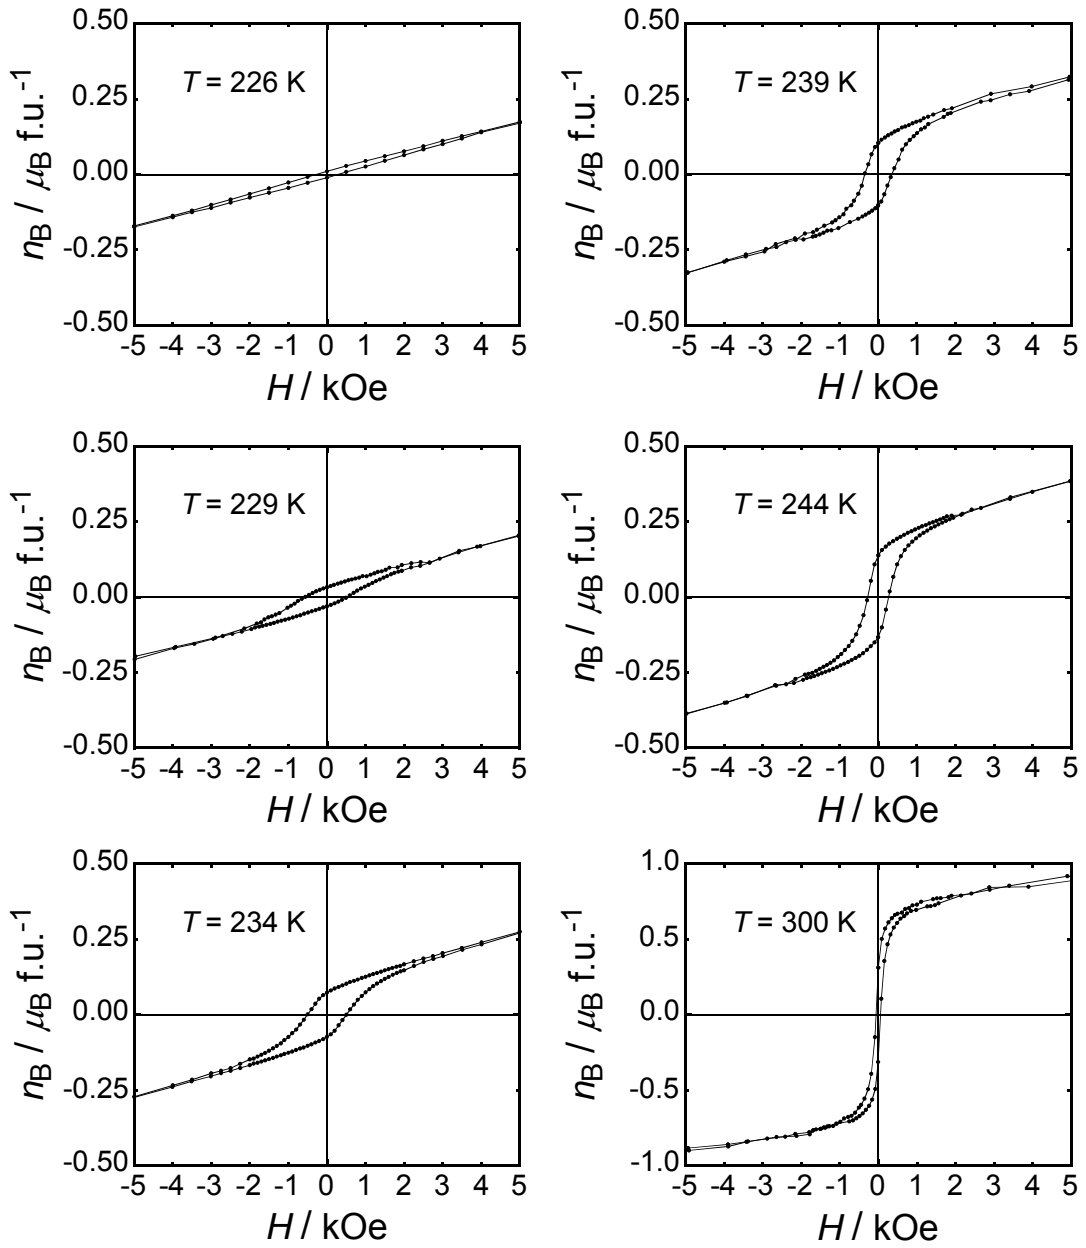 0.50
0.25
0.00
-0.25
-0.50
n_B / μ_B f.u.⁻¹
T = 226 K
-5 -4 -3 -2 -1 0 1 2 3 4 5
H / kOe
0.50
0.25
0.00
-0.25
-0.50
n_B / μ_B f.u.⁻¹
T = 239 K
-5 -4 -3 -2 -1 0 1 2 3 4 5
H / kOe
0.50
0.25
0.00
-0.25
-0.50
n_B / μ_B f.u.⁻¹
T = 229 K
-5 -4 -3 -2 -1 0 1 2 3 4 5
H / kOe
0.50
0.25
0.00
-0.25
-0.50
n_B / μ_B f.u.⁻¹
T = 244 K
-5 -4 -3 -2 -1 0 1 2 3 4 5
H / kOe
0.50
0.25
0.00
-0.25
-0.50
n_B / μ_B f.u.⁻¹
T = 234 K
-5 -4 -3 -2 -1 0 1 2 3 4 5
H / kOe
1.0
0.5
0.0
-0.5
-1.0
n_B / μ_B f.u.⁻¹
T = 300 K
-5 -4 -3 -2 -1 0 1 2 3 4 5
H / kOe